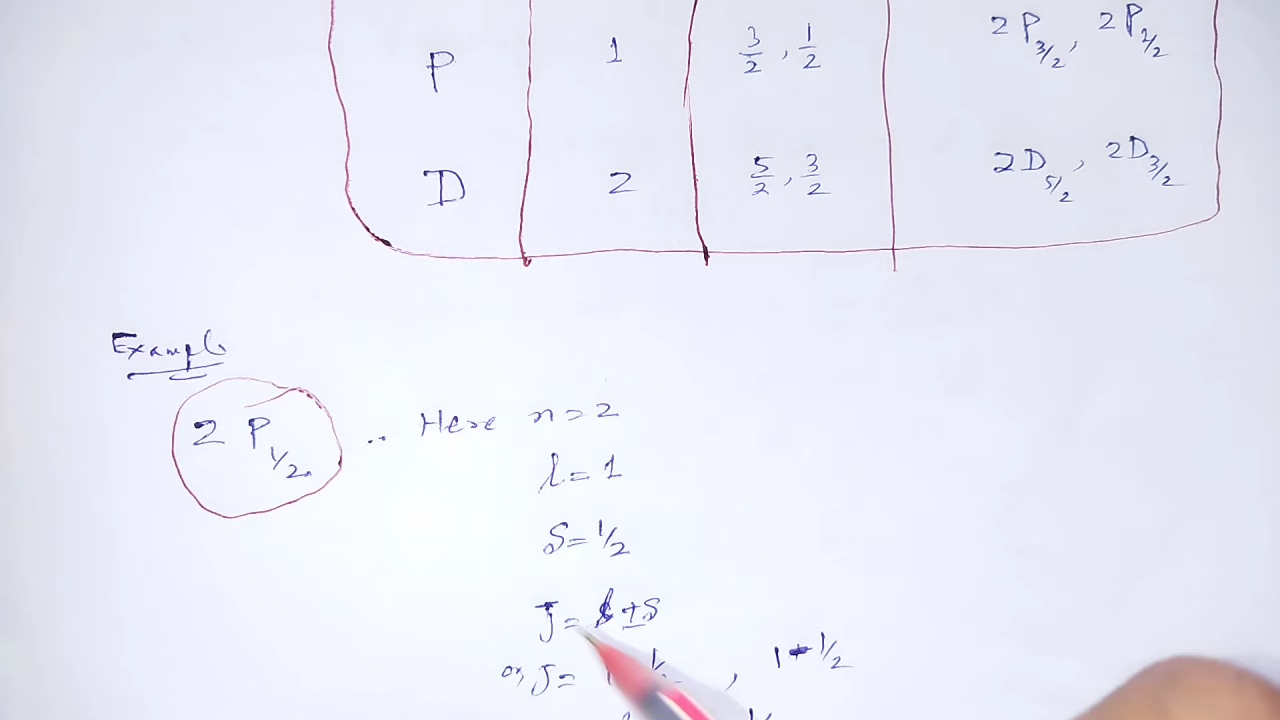 P 1 3/2, 1/2 2P3/2, 2P1/2
D 2 5/2, 3/2 2D5/2, 2D3/2
Example
2 P1/2 .. Here n = 2
l = 1
S = 1/2
J = l ± S
or, J = , 1 - 1/2